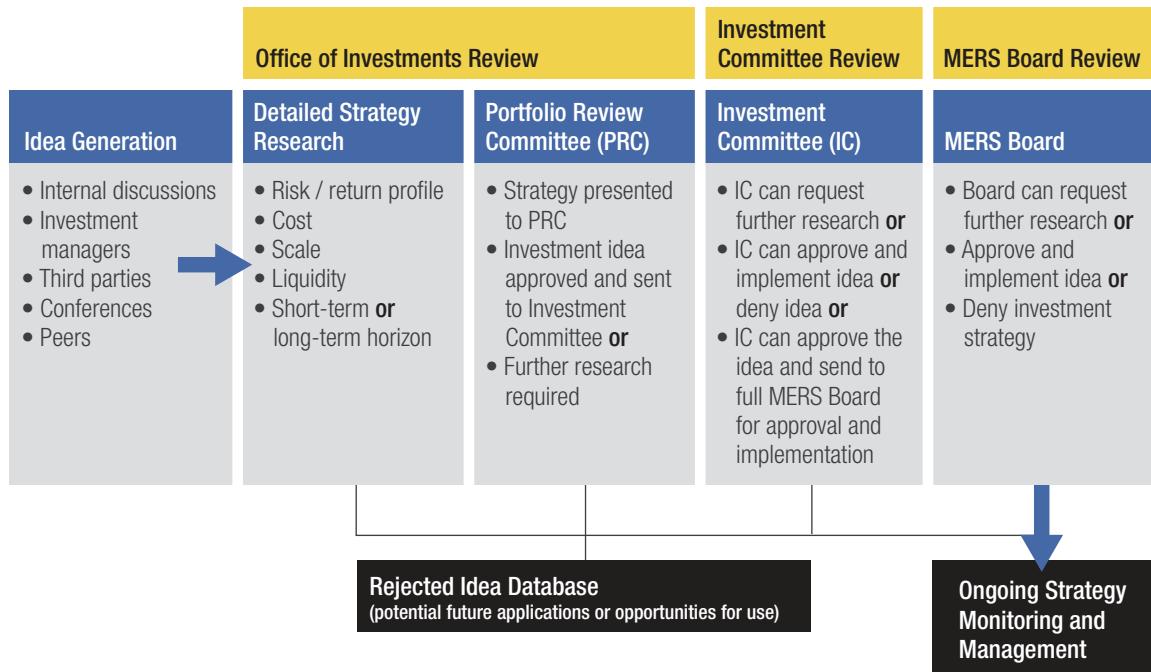 Office of Investments Review
Investment
Committee Review
MERS Board Review
Idea Generation
Detailed Strategy
Research
Portfolio Review
Committee (PRC)
Investment
Committee (IC)
MERS Board
• Internal discussions
• Investment
managers
• Third parties
• Conferences
• Peers
• Risk / return profile
• Cost
• Scale
• Liquidity
• Short-term or
long-term horizon
• Strategy presented
to PRC
• Investment idea
approved and sent
to Investment
Committee or
• Further research
required
• IC can request
further research or
• IC can approve and
implement idea or
deny idea or
• IC can approve the
idea and send to
full MERS Board
for approval and
implementation
• Board can request
further research or
• Approve and
implement idea or
• Deny investment
strategy
Rejected Idea Database
(potential future applications or opportunities for use)
Ongoing Strategy
Monitoring and
Management